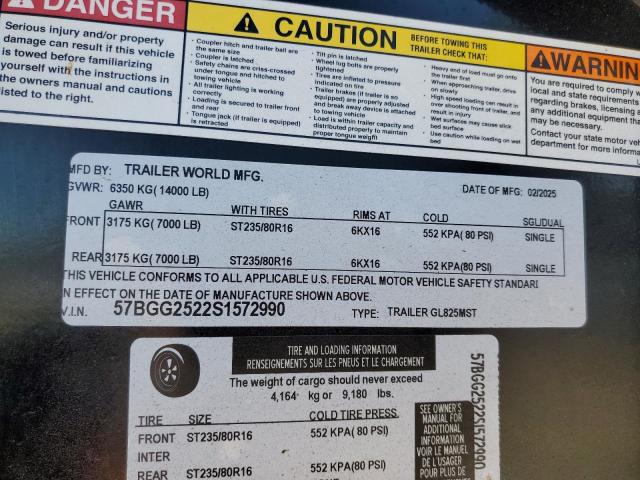 DANGER
Serious injury and/or property
damage can result if this vehicle
is towed before familiarizing
yourself with the instructions in
the owners manual and cautions
listed to the right.
CAUTION
BEFORE TOWING THIS
TRAILER CHECK THAT:
Coupler hitch and trailer ball are
the same size
• Coupler is latched
• Safety chains are criss-crossed
under tongue and hitched to
towing vehicle
• All trailer lighting is working
correctly
• Loading is secured to trailer front
and rear
• Tongue jack (if equipped)
is retracted
• Tilt pin is latched
• Wheel lug bolts are properly
tightened
• Tires are inflated to pressure
indicated on tire
• Trailer brakes (if trailer is so
equipped) are properly adjusted
and break away device is attached
to towing vehicle
• Load is within trailer capacity and
distributed properly to maintain
proper tongue weight
• Heavy end of load must go onto
the trailer first
• When approaching trailer, drive
on slowly
• High speed loading can result in
over shooting front of trailer, and
result in injury
• Wet surfaces may cause slick
bed surface
• Use caution while loading on wet
bed
WARNIN
You are required to comply w
local and state requirements
regarding brakes, licensing a
any additional equipment tha
may be necessary.
Contact your state motor vehi
department for more informati
MFD BY: TRAILER WORLD MFG.
GVWR: 6350 KG (14000 LB)
DATE OF MFG: 02/2025
GAWR WITH TIRES RIMS AT COLD SGL/DUAL
FRONT 3175 KG( 7000 LB) ST235/80R16 6KX16 552 KPA( 80 PSI) SINGLE
REAR 3175 KG( 7000 LB) ST235/80R16 6KX16 552 KPA(80 PSI) SINGLE
THIS VEHICLE CONFORMS TO ALL APPLICABLE U.S. FEDERAL MOTOR VEHICLE SAFETY STANDARI
IN EFFECT ON THE DATE OF MANUFACTURE SHOWN ABOVE.
V.I.N. 57BGG2522S1572990 TYPE: TRAILER GL825MST
TIRE AND LOADING INFORMATION
RENSEIGNEMENTS SUR LES PNEUS ET LE CHARGEMENT
The weight of cargo should never exceed
4,164 kg or 9,180 lbs.
TIRE SIZE COLD TIRE PRESS.
FRONT ST235/80R16 552 KPA( 80 PSI)
INTER
REAR ST235/80R16 552 KPA( 80 PSI)
SEE OWNER'S
MANUAL FOR
ADDITIONAL
INFORMATION
VOIR LE MANUEL
DE L'USAGER
POUR PLUS DE
57BGG2522S1572990